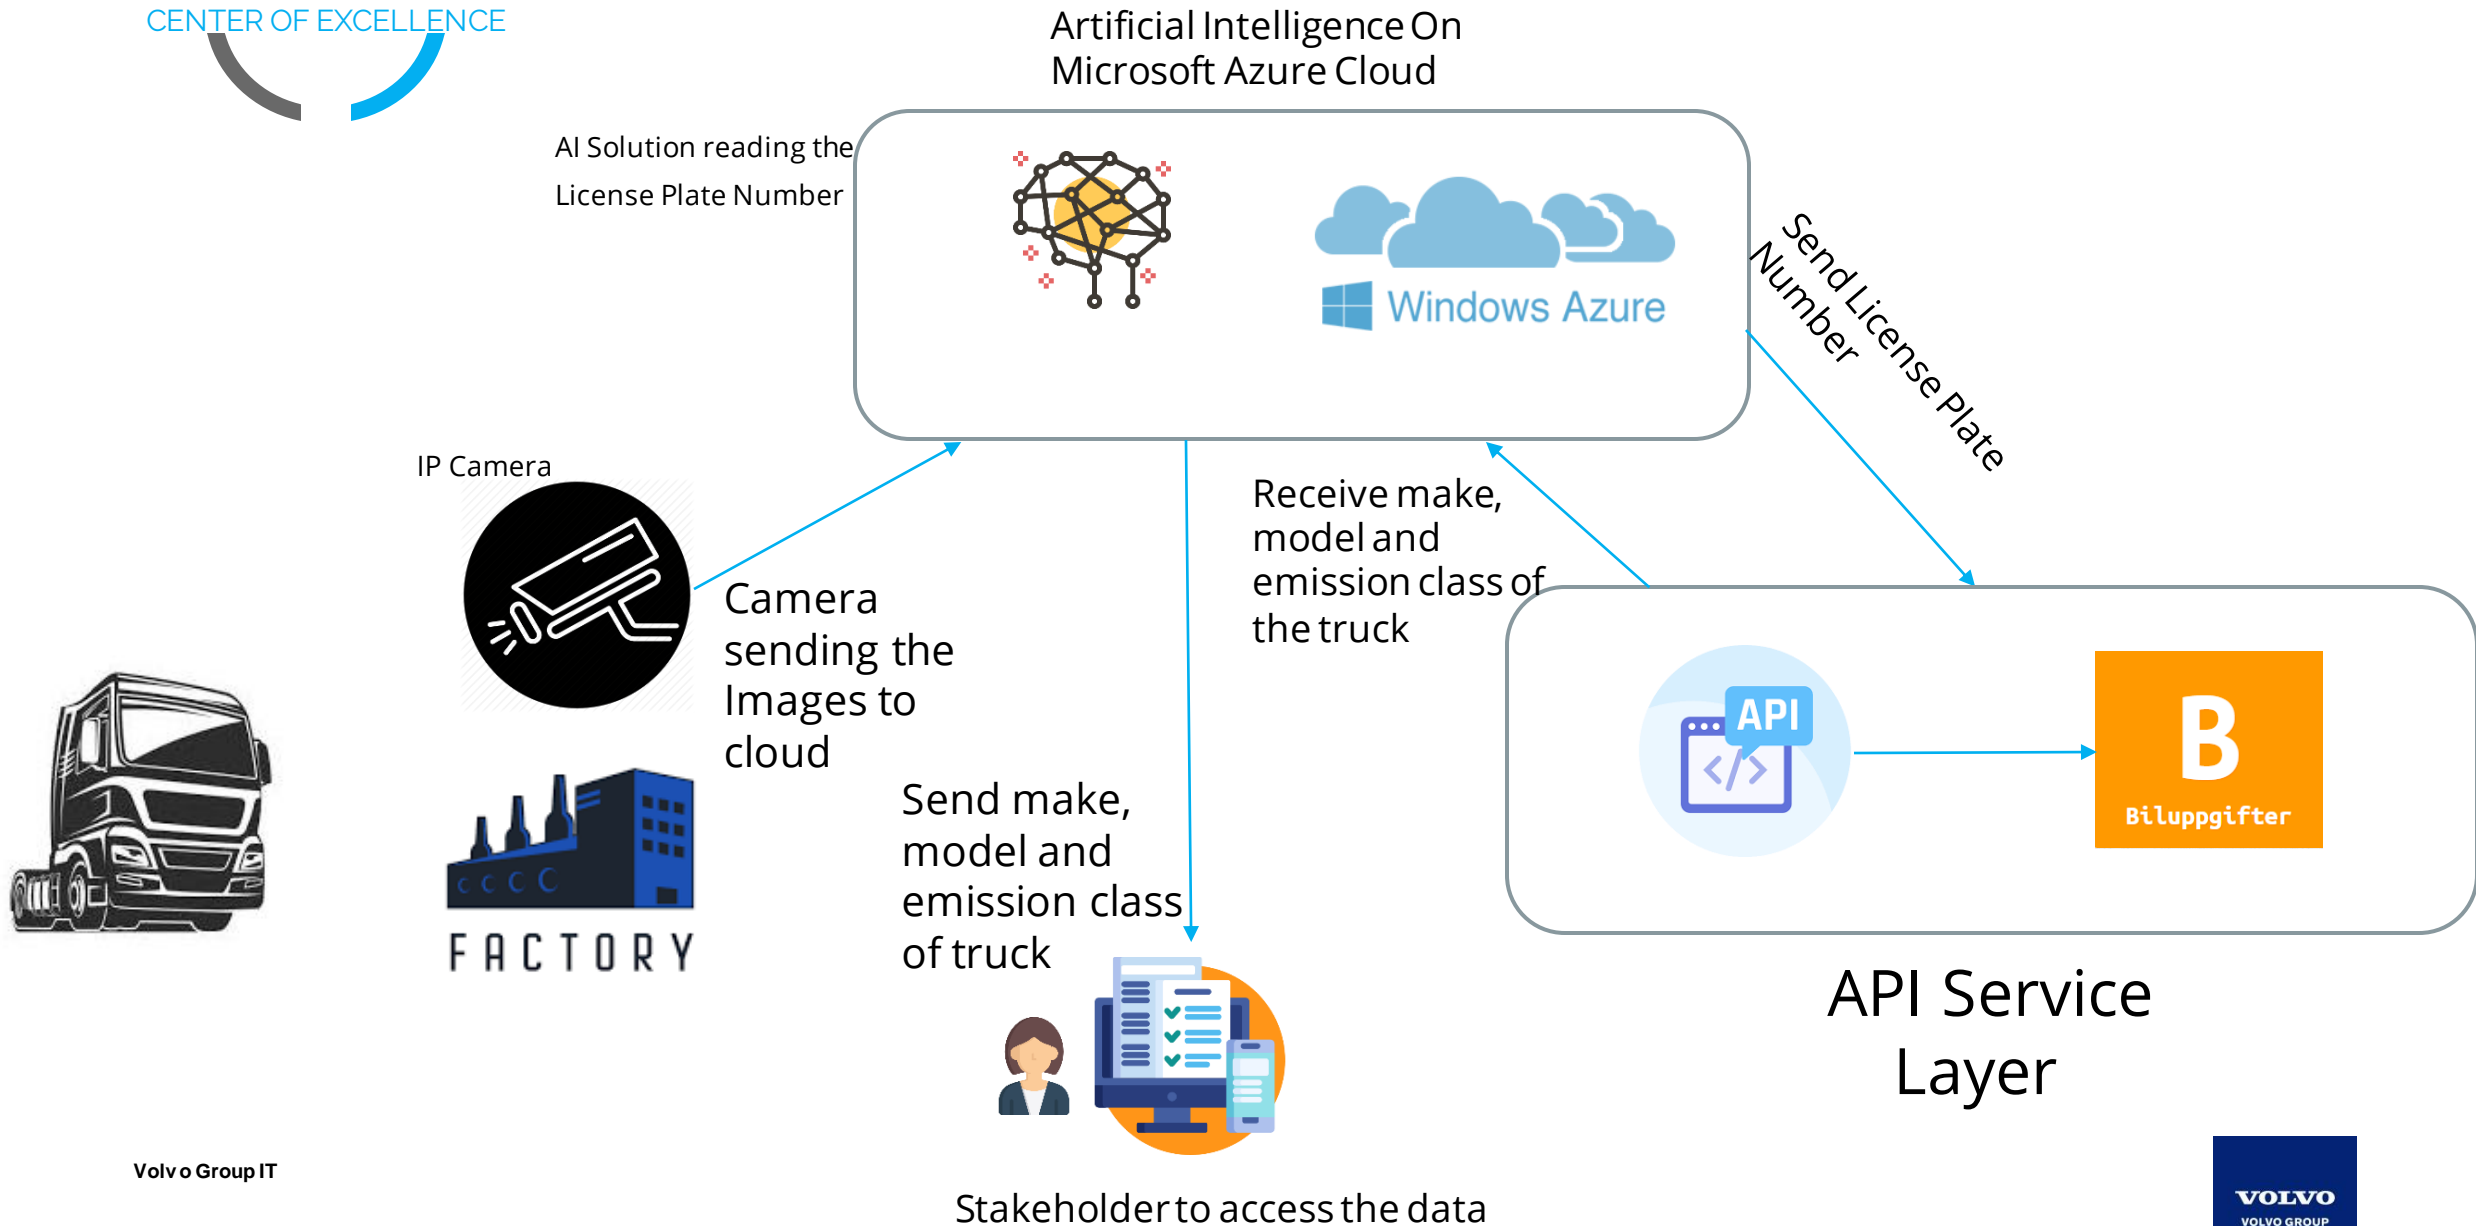 CENTER OF EXCELLENCE
Artificial Intelligence On
Microsoft Azure Cloud
AI Solution reading the
License Plate Number
Windows Azure
Send License Plate
Number
IP Camera
Camera
sending the
Images to
cloud
Receive make,
model and
emission class of
the truck
Send make,
model and
emission class
of truck
API
</>
B
Biluppgifter
C C C C
FACTORY
API Service
Layer
Stakeholder to access the data
Volvo Group IT
VOLVO
VOLVO GROUP